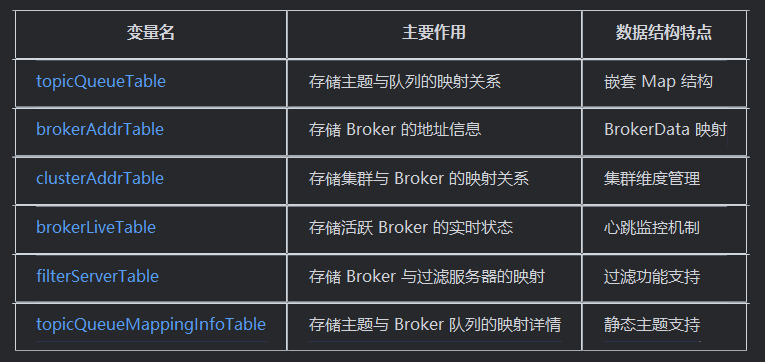 变量名 主要作用 数据结构特点
topicQueueTable 存储主题与队列的映射关系 嵌套 Map 结构
brokerAddrTable 存储 Broker 的地址信息 BrokerData 映射
clusterAddrTable 存储集群与 Broker 的映射关系 集群维度管理
brokerLiveTable 存储活跃 Broker 的实时状态 心跳监控机制
filterServerTable 存储 Broker 与过滤服务器的映射 过滤功能支持
topicQueueMappingInfoTable 存储主题与 Broker 队列的映射详情 静态主题支持